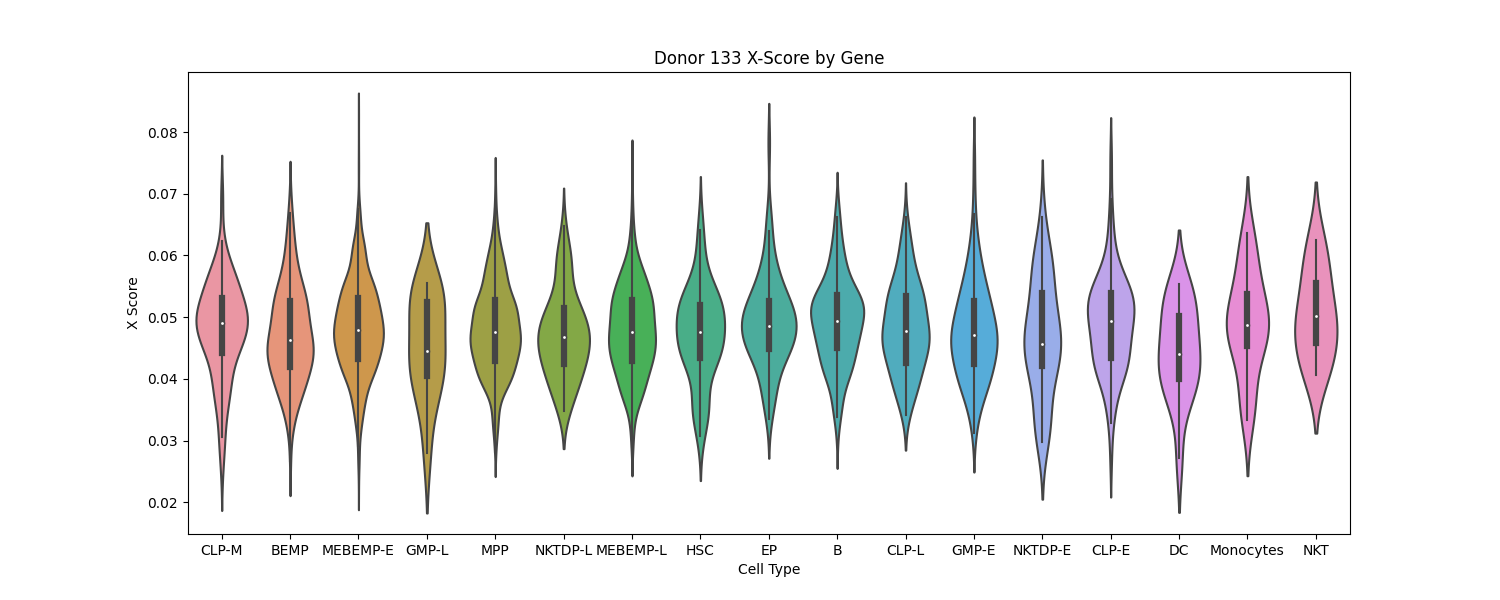 Donor 133 X-Score by Gene
X Score
0.08
0.07
0.06
0.05
0.04
0.03
0.02
CLP-M BEMP MEBEMP-E GMP-L MPP NKTDP-L MEBEMP-L HSC EP B CLP-L GMP-E NKTDP-E CLP-E DC Monocytes NKT
Cell Type